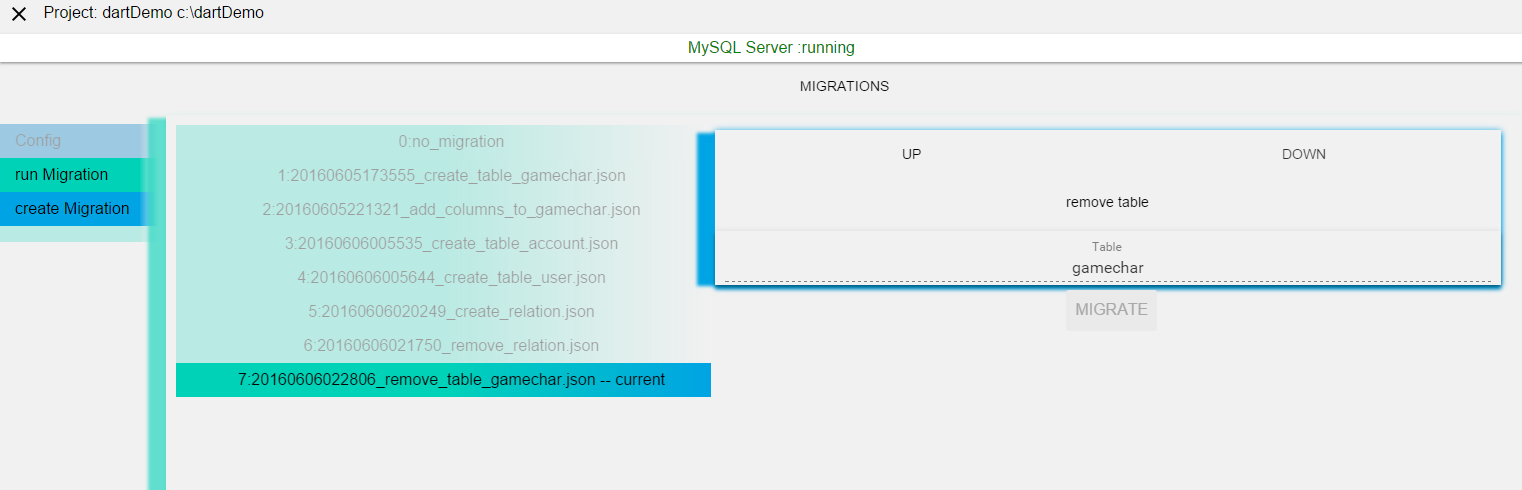 Project: dartDemo c:\dartDemo
MySQL Server :running
MIGRATIONS
Config
run Migration
create Migration
0:no_migration
1:20160605173555_create_table_gamechar.json
2:20160605221321_add_columns_to_gamechar.json
3:20160606005535_create_table_account.json
4:20160606005644_create_table_user.json
5:20160606020249_create_relation.json
6:20160606021750_remove_relation.json
7:20160606022806_remove_table_gamechar.json -- current
UP DOWN
remove table
Table
gamechar
MIGRATE